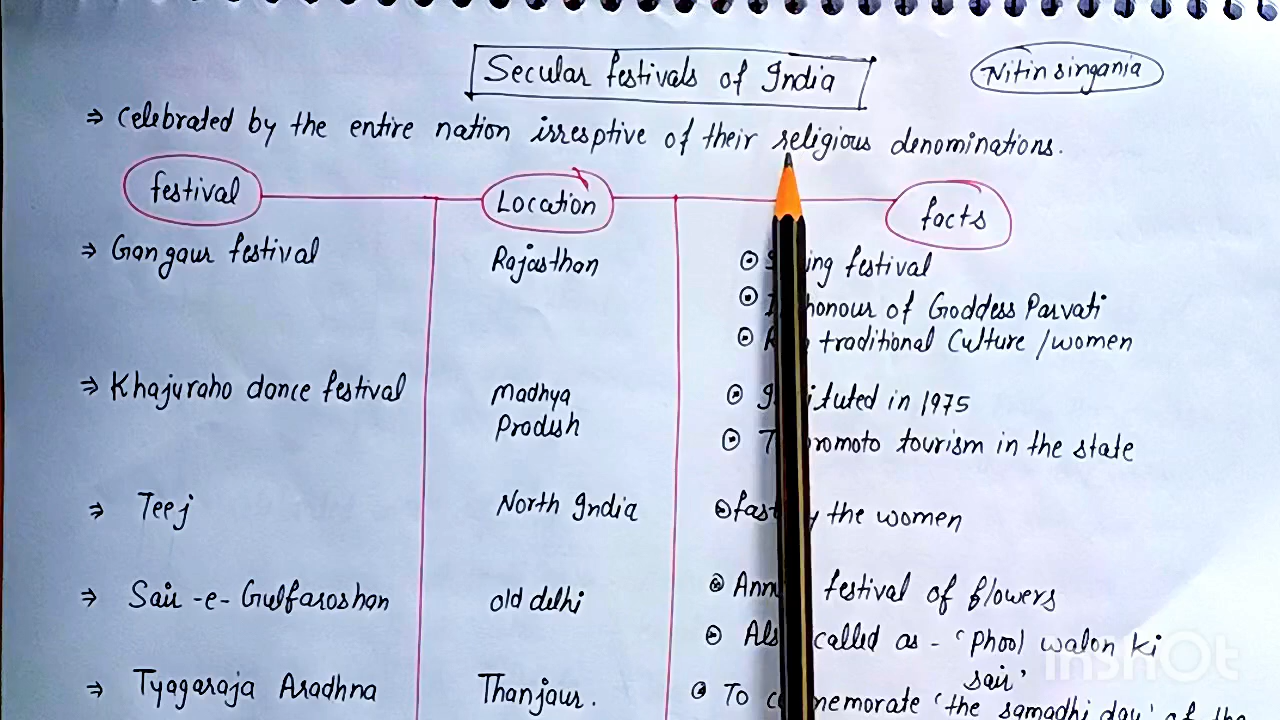 Secular festivals of India
Nitin singania
⇒ Celebrated by the entire nation irresptive of their religious denominations.
festival Location facts
⇒ Gangaur festival Rajasthan ⊙ festival
⊙ honour of Goddess Parvati
⊙ traditional Culture / women
⇒ Khajuraho dance festival Madhya ⊙ in 1975
Pradish ⊙ tourism in the state
⇒ Teej North India ⊙ the women
⇒ Sair-e-Gulfaroshan old delhi ⊙ festival of flowers
⊙ called as - 'Phool walon ki
sair'
⇒ Tyagaraja Aradhna Thanjaur. ⊙ To 'the samadhi day' of the
InShOt